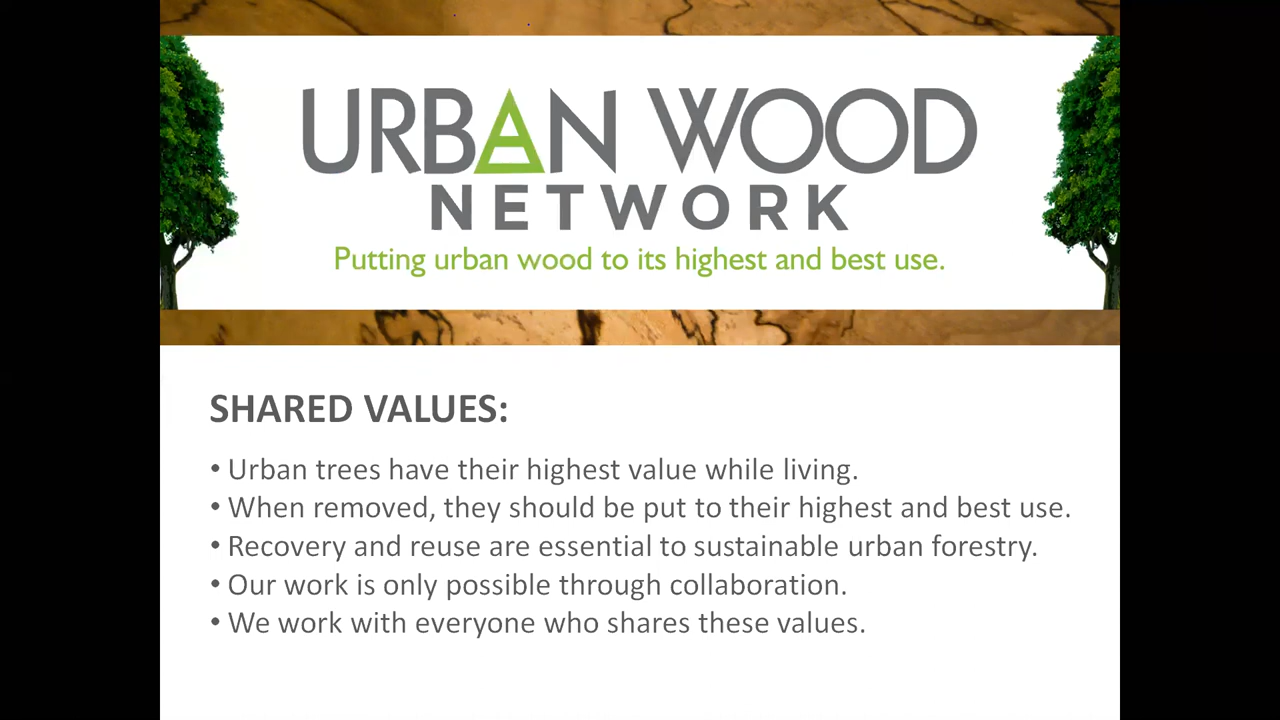 URBAN WOOD
NETWORK
Putting urban wood to its highest and best use.
SHARED VALUES:
• Urban trees have their highest value while living.
• When removed, they should be put to their highest and best use.
• Recovery and reuse are essential to sustainable urban forestry.
• Our work is only possible through collaboration.
• We work with everyone who shares these values.